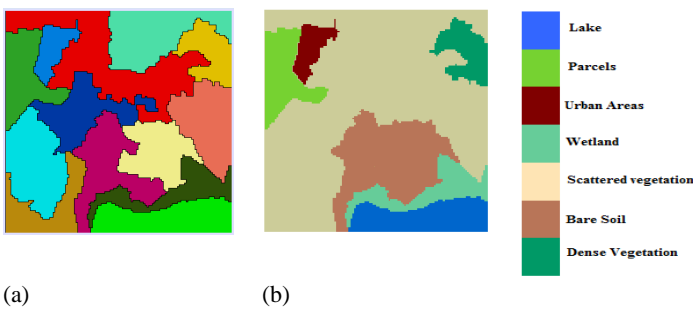 Lake
Parcels
Urban Areas
Wetland
Scattered vegetation
Bare Soil
Dense Vegetation
(a)
(b)